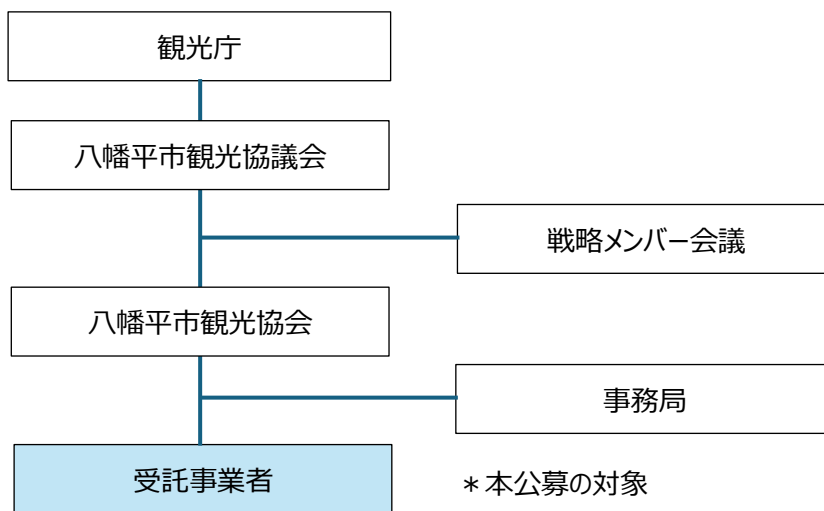 観光庁
八幡平市観光協議会
戦略メンバー会議
八幡平市観光協会
事務局
受託事業者
＊本公募の対象